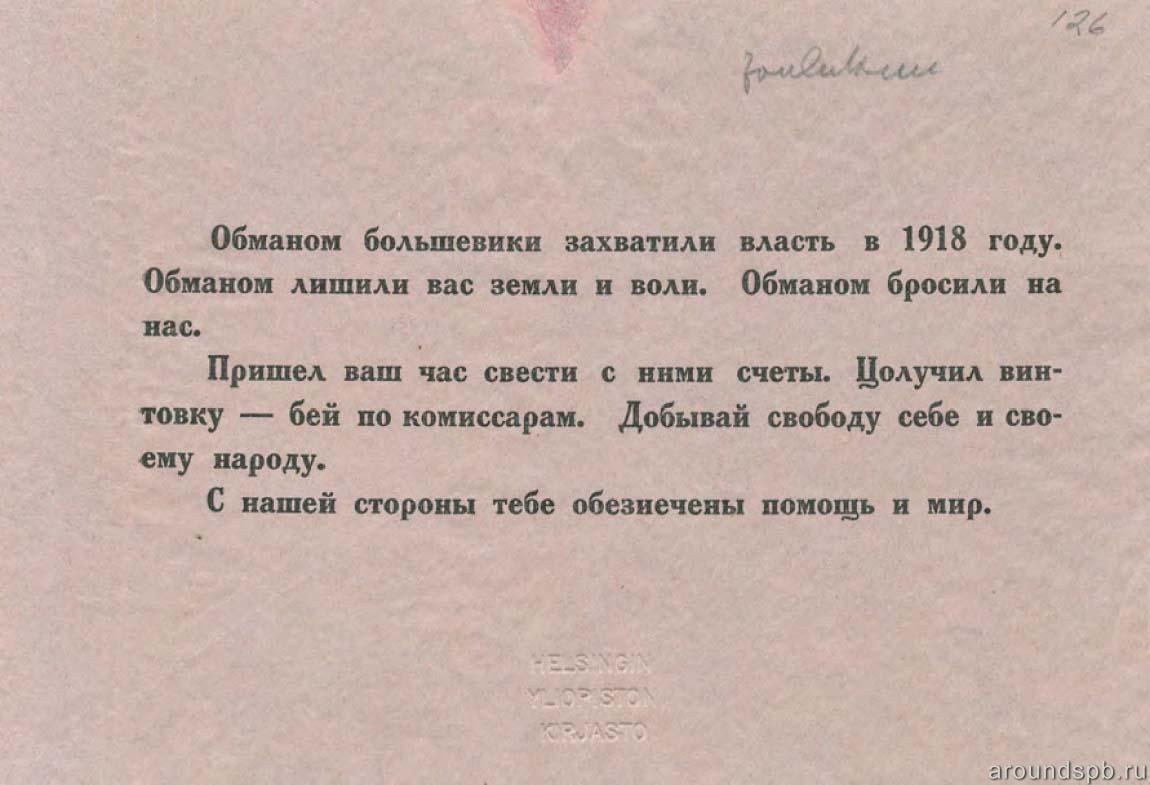 126
Обманом большевики захватили власть в 1918 году.
Обманом лишили вас земли и воли. Обманом бросили на
нас.
Пришел ваш час свести с ними счеты. Цолучил вин-
товку — бей по комиссарам. Добывай свободу себе и сво-
ему народу.
С нашей стороны тебе обезиечены помощь и мир.
HELSINGIN
YLIOPISTON
KIRJASTO
aroundspb.ru